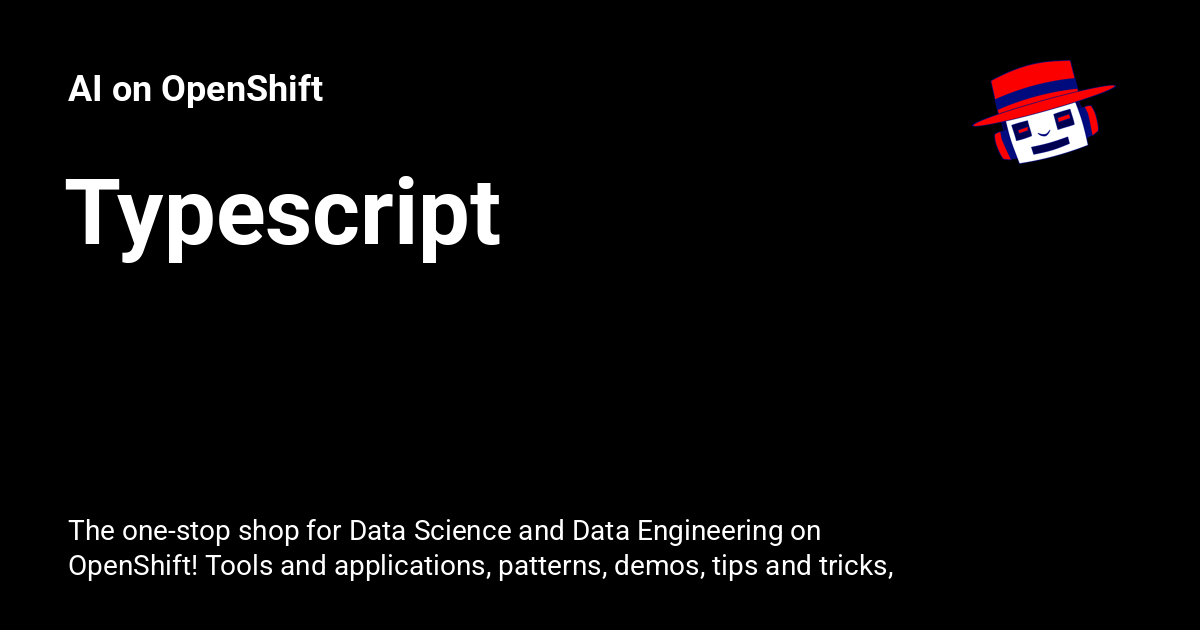 AI on OpenShift
Typescript
The one-stop shop for Data Science and Data Engineering on
OpenShift! Tools and applications, patterns, demos, tips and tricks,